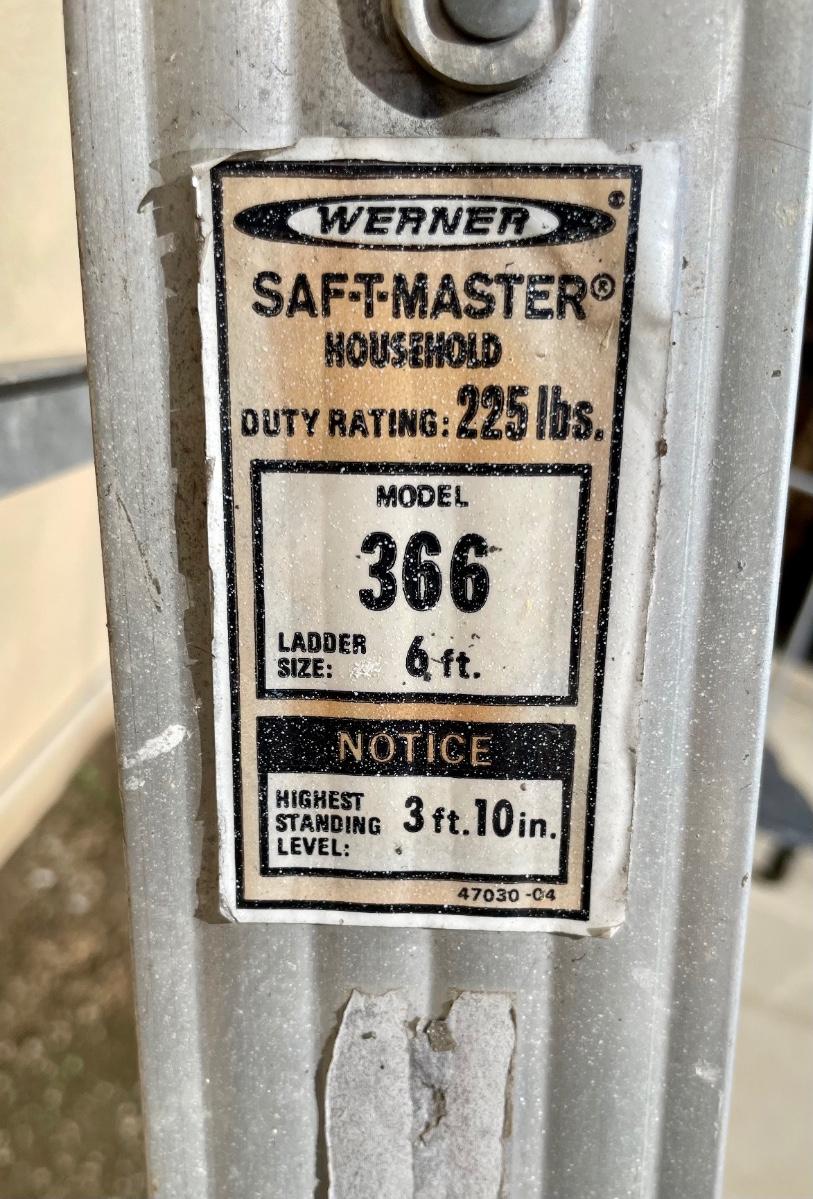 WERNER ®
SAF-T-MASTER®
HOUSEHOLD
DUTY RATING: 225 lbs.
MODEL
366
LADDER
SIZE: 6 ft.
NOTICE
HIGHEST
STANDING 3 ft. 10 in.
LEVEL:
47030-04